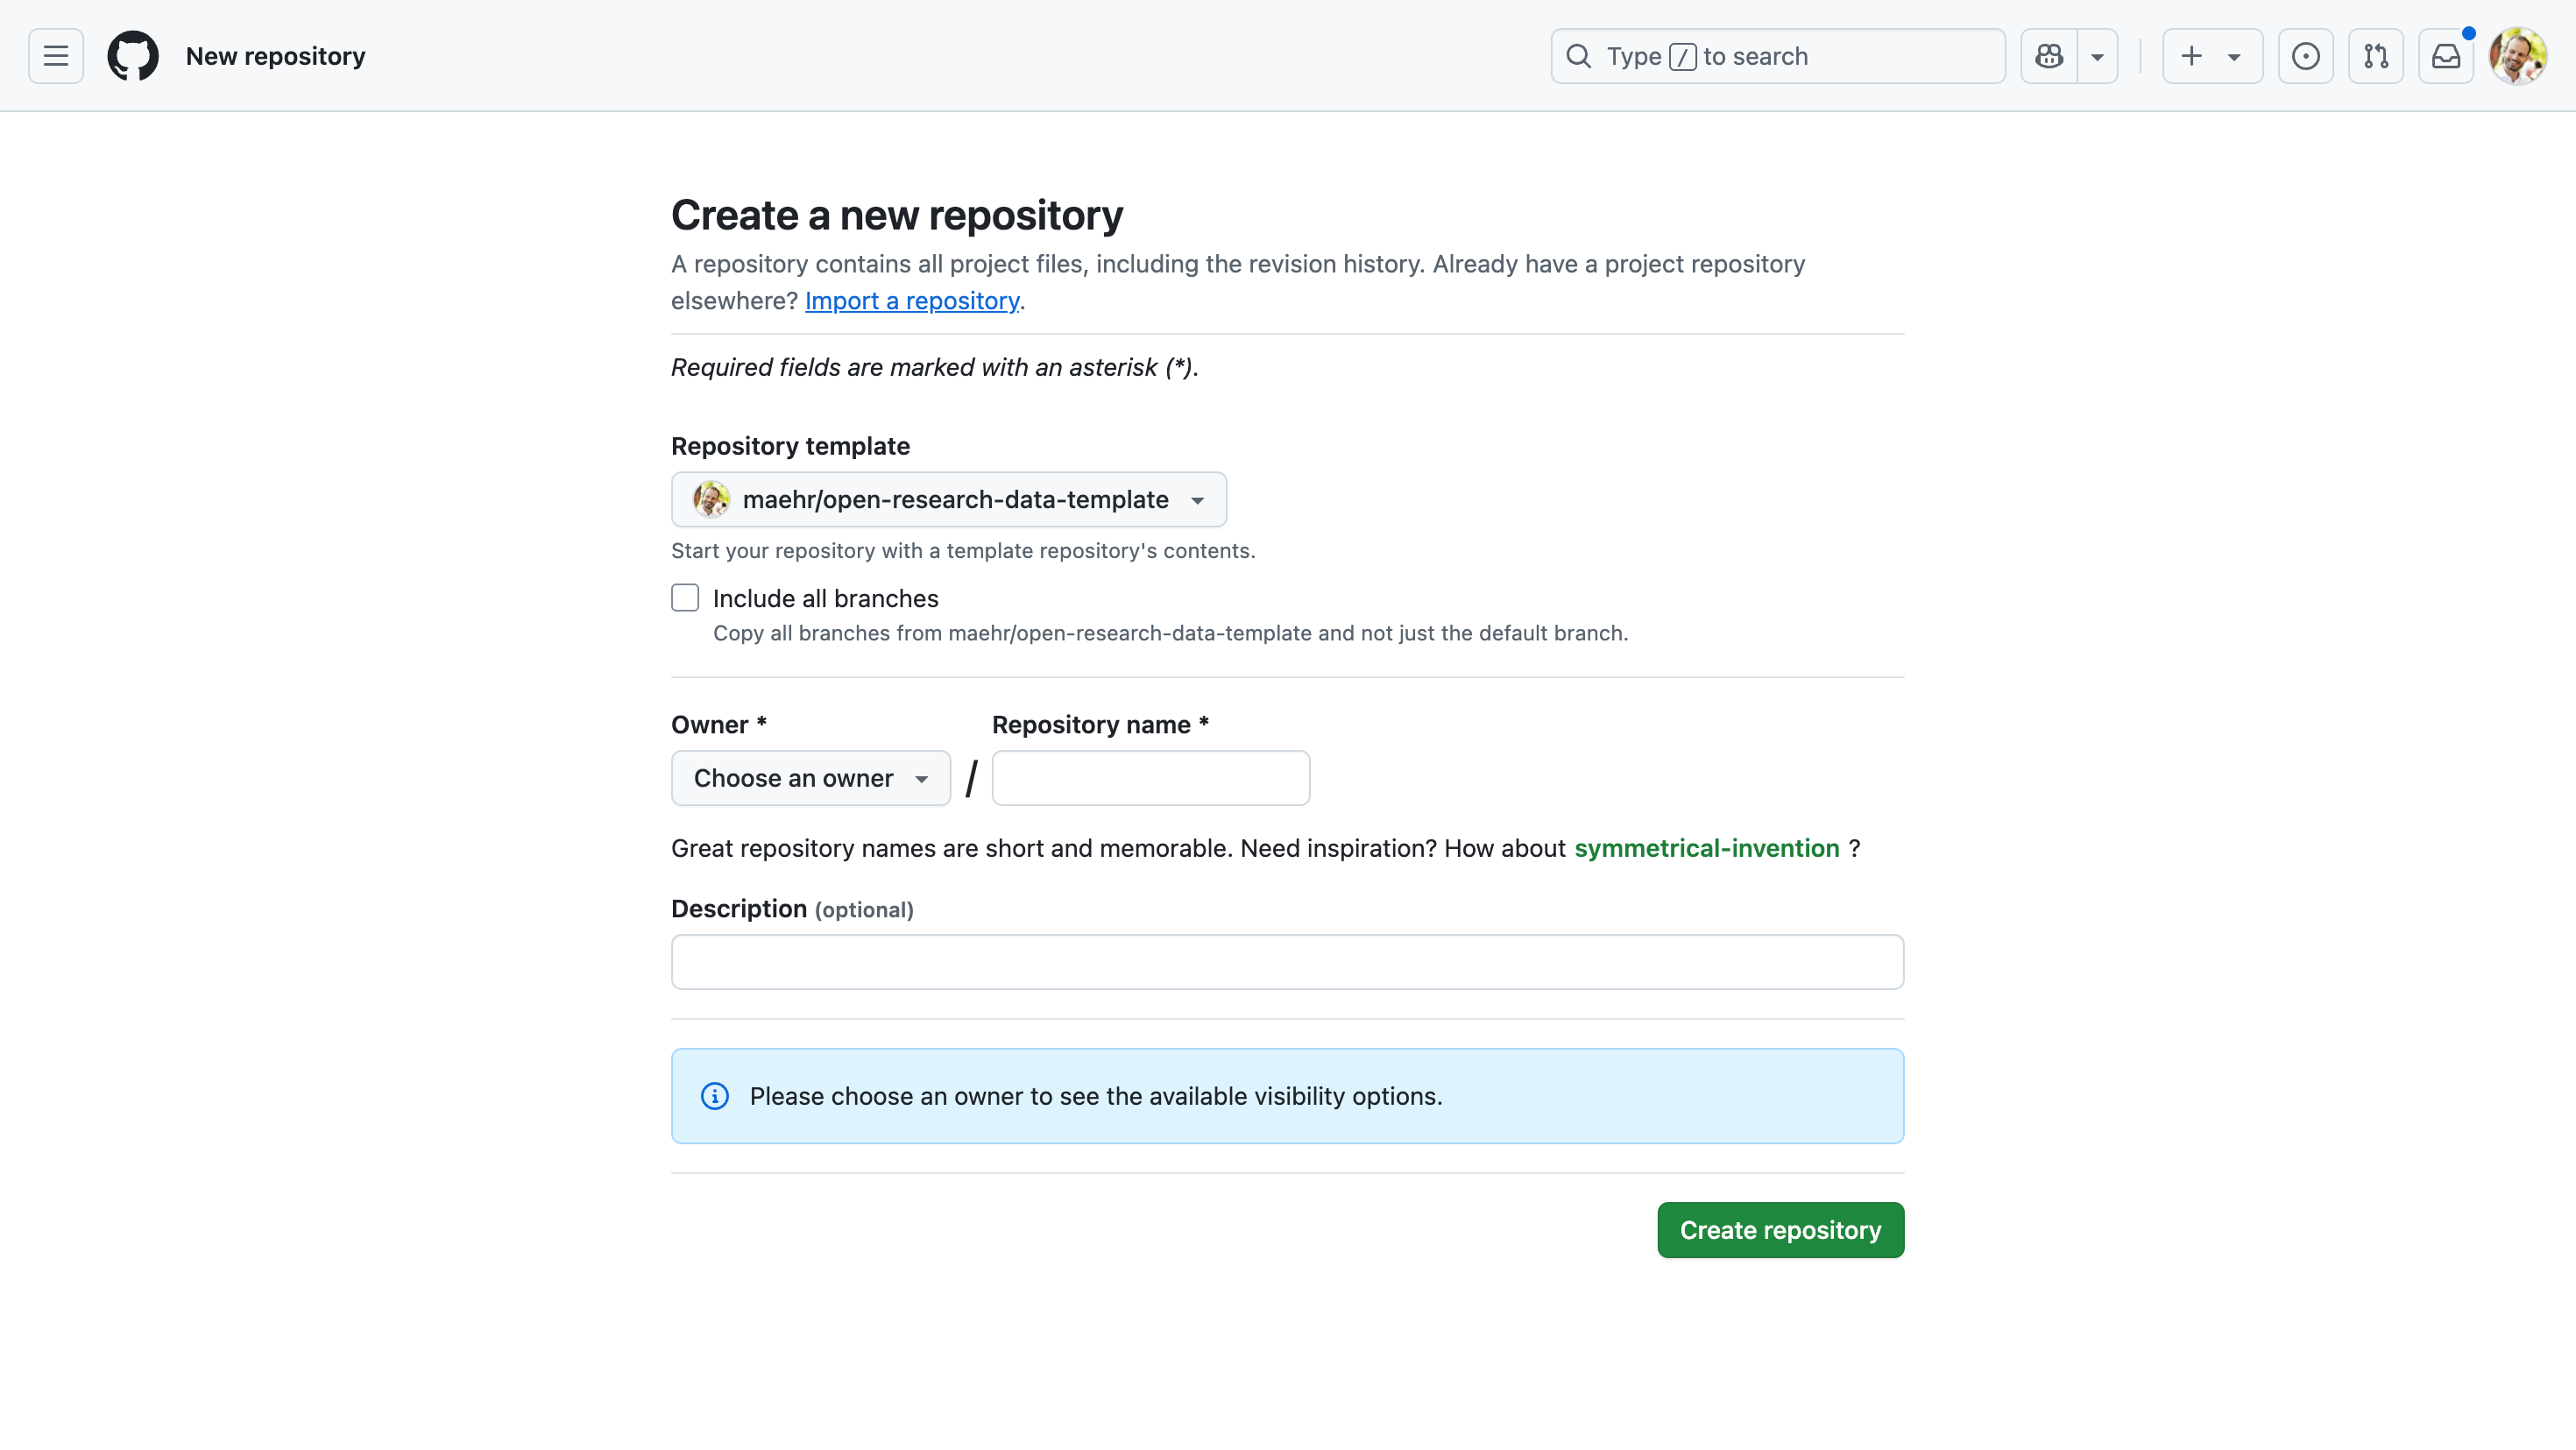 New repository
Type / to search
Create a new repository
A repository contains all project files, including the revision history. Already have a project repository
elsewhere? Import a repository.
Required fields are marked with an asterisk (*).
Repository template
maehr/open-research-data-template
Start your repository with a template repository's contents.
Include all branches
Copy all branches from maehr/open-research-data-template and not just the default branch.
Owner * Repository name *
Choose an owner /
Great repository names are short and memorable. Need inspiration? How about symmetrical-invention ?
Description (optional)
Please choose an owner to see the available visibility options.
Create repository